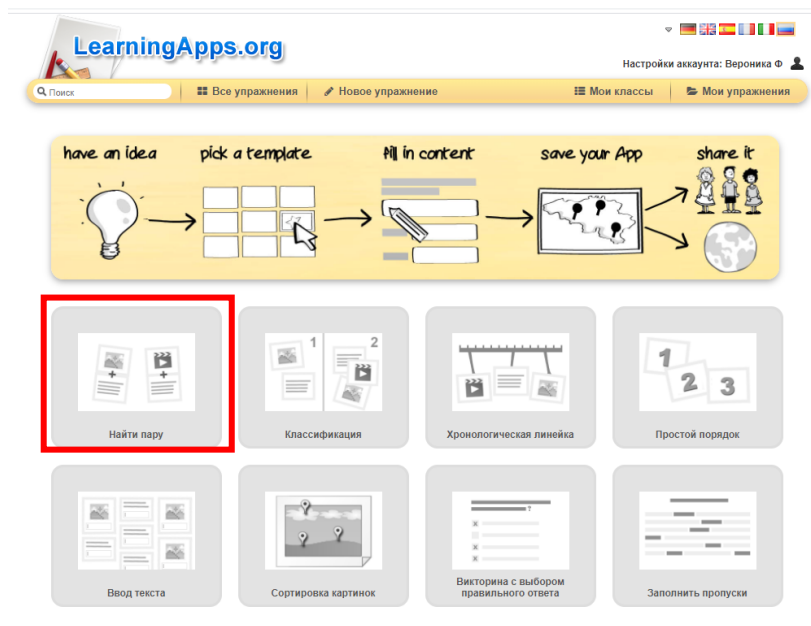 LearningApps.org
Настройки аккаунта: Вероника Ф
Поиск
Все упражнения
Новое упражнение
Мои классы
Мои упражнения
have an idea
pick a template
fill in content
save your App
share it
1
2
1
2
3
Найти пару
Классификация
Хронологическая линейка
Простой порядок
?
Ввод текста
Сортировка картинок
Викторина с выбором
правильного ответа
Заполнить пропуски